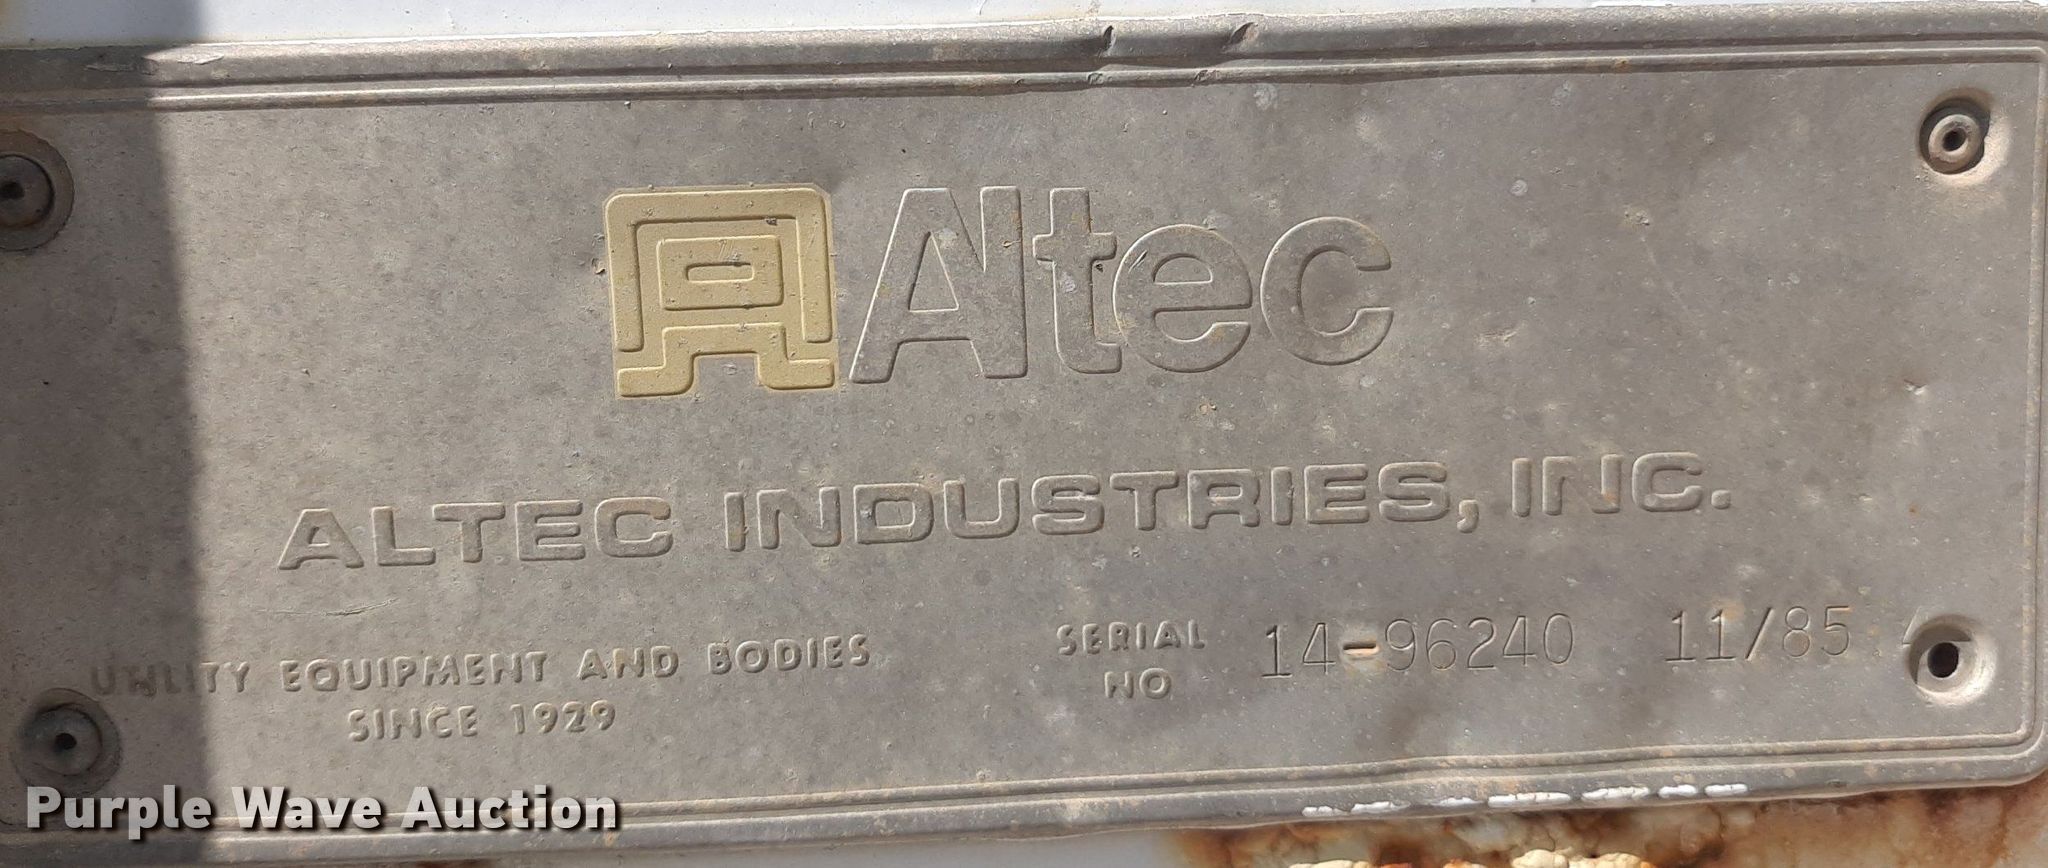 Altec
ALTEC INDUSTRIES, INC.
UTILITY EQUIPMENT AND BODIES
SINCE 1929
SERIAL
NO
14-96240 11/85
Purple Wave Auction